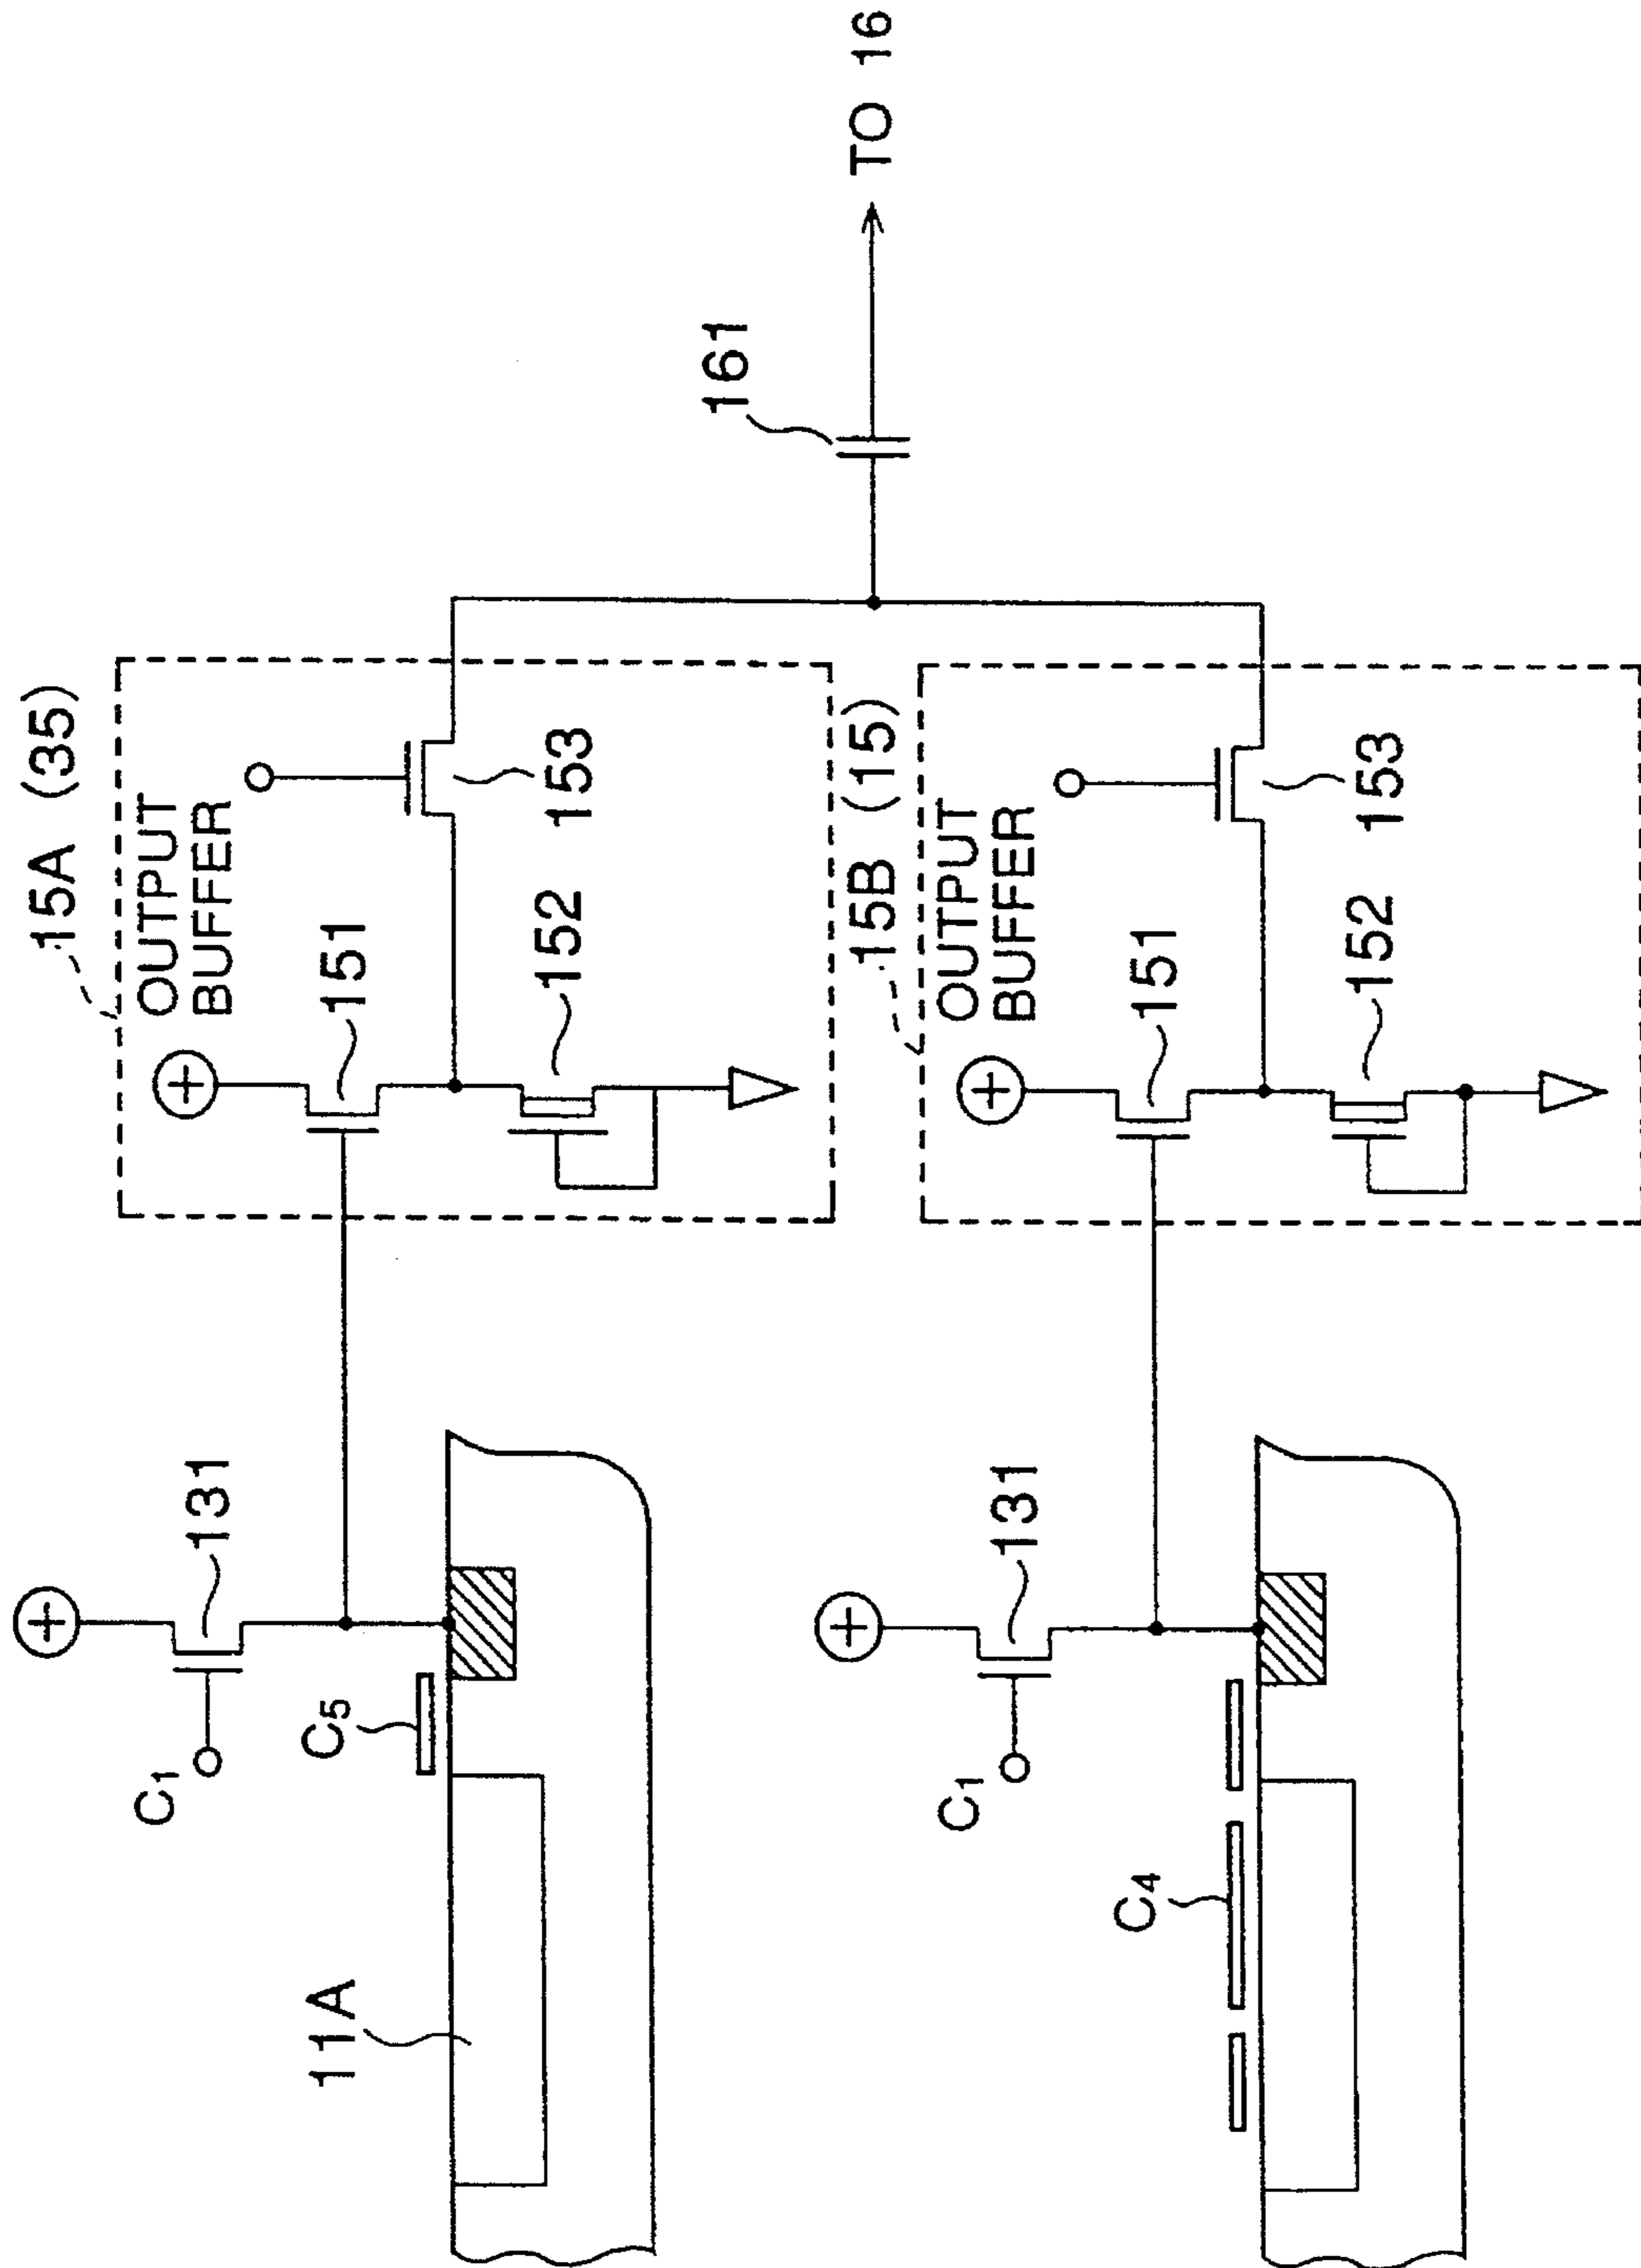 15A (35)
OUTPUT
BUFFER
151
152
153
131
C1
C5
11A
161
TO 16
15B (15)
OUTPUT
BUFFER
151
152
153
131
C1
C4